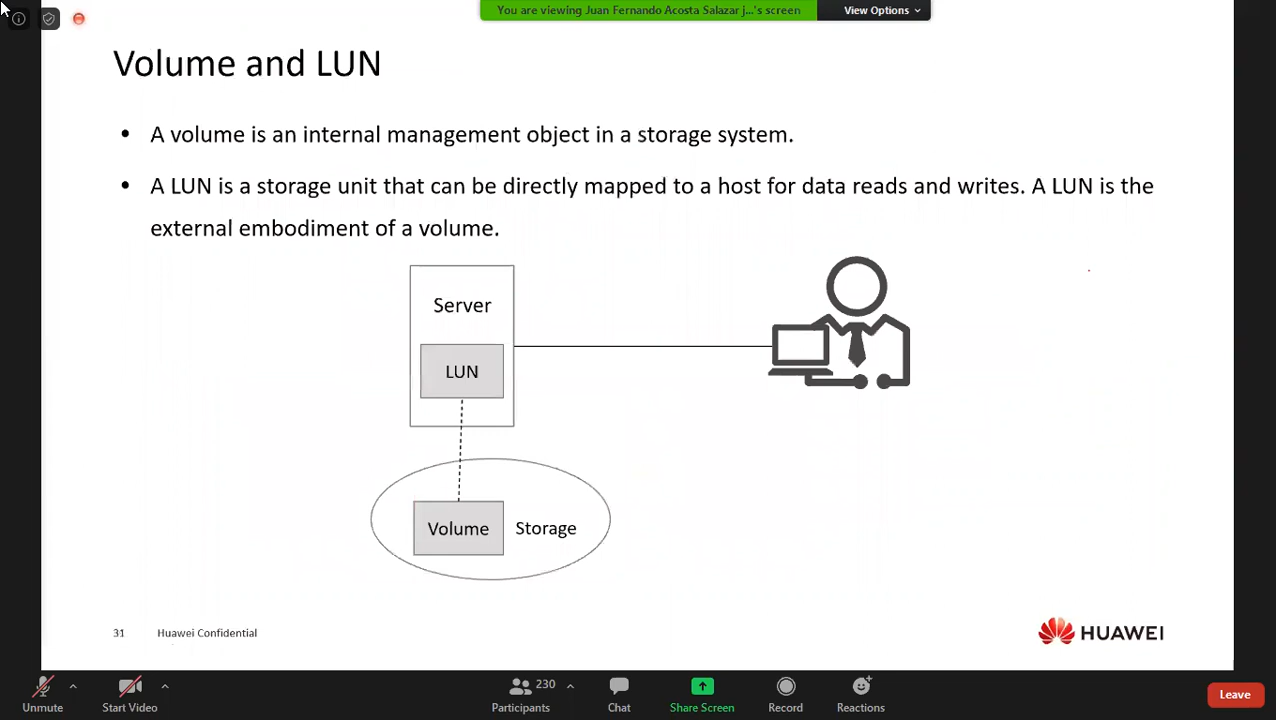 You are viewing Juan Fernando Acosta Salazar j...'s screen
View Options
Volume and LUN
• A volume is an internal management object in a storage system.
• A LUN is a storage unit that can be directly mapped to a host for data reads and writes. A LUN is the
external embodiment of a volume.
Server
LUN
Volume
Storage
31
Huawei Confidential
HUAWEI
Unmute
Start Video
230
Participants
Chat
Share Screen
Record
Reactions
Leave